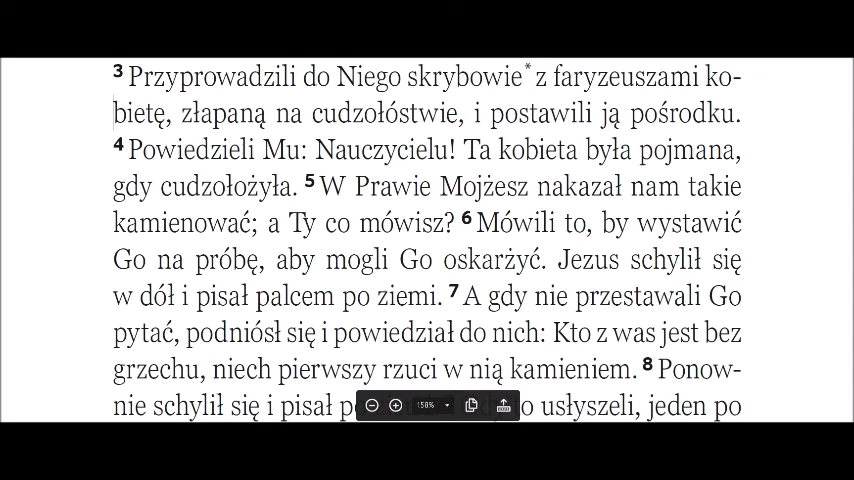 3 Przyprowadzili do Niego skrybowie* z faryzeuszami ko-
bietę, złapaną na cudzołóstwie, i postawili ją pośrodku.
4 Powiedzieli Mu: Nauczycielu! Ta kobieta była pojmana,
gdy cudzołożyła. 5 W Prawie Mojżesz nakazał nam takie
kamienować; a Ty co mówisz? 6 Mówili to, by wystawić
Go na próbę, aby mogli Go oskarżyć. Jezus schylił się
w dół i pisał palcem po ziemi. 7 A gdy nie przestawali Go
pytać, podniósł się i powiedział do nich: Kto z was jest bez
grzechu, niech pierwszy rzuci w nią kamieniem. 8 Ponow-
nie schylił się i pisał usłyszeli, jeden po
150%